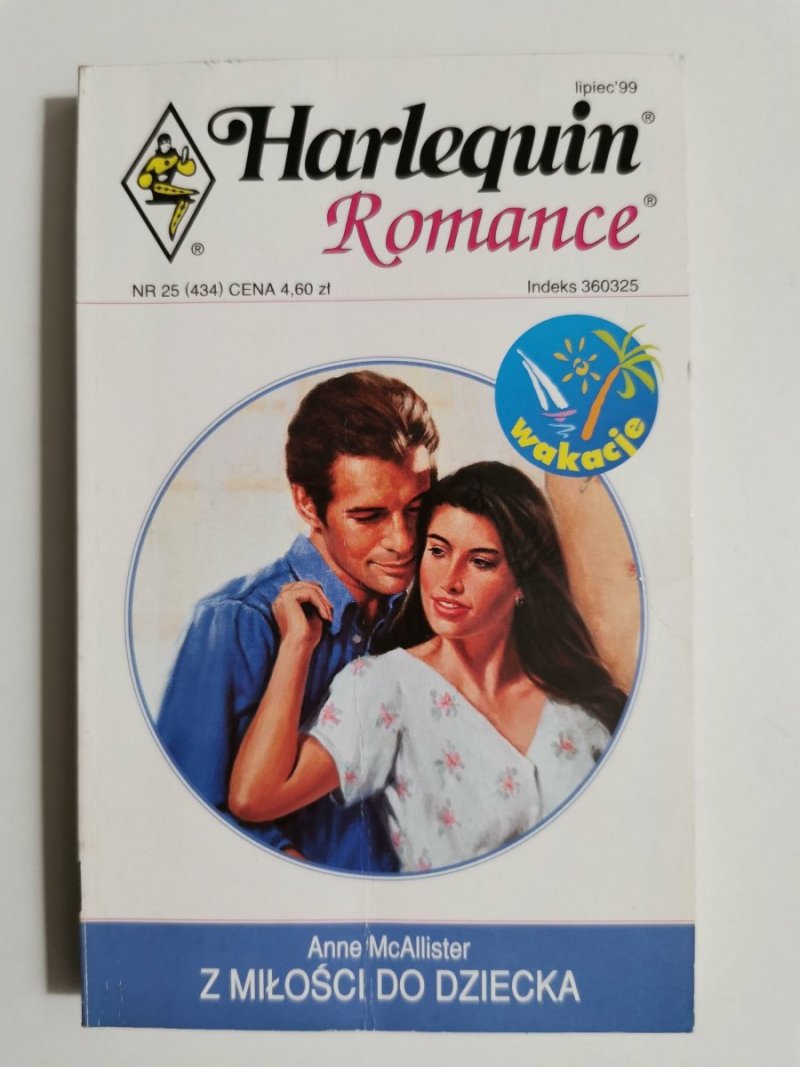 lipiec'99
Harlequin®
Romance®
®
NR 25 (434) CENA 4,60 zł
Indeks 360325
wakacje
Anne McAllister
Z MIŁOŚCI DO DZIECKA